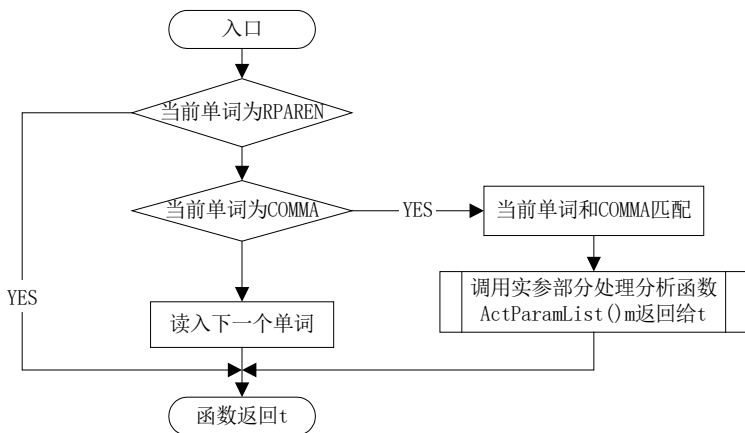 入口
当前单词为RPAREN
当前单词为COMMA
YES
当前单词和COMMA匹配
YES
调用实参部分处理分析函数
ActParamList()m返回给t
读入下一个单词
函数返回t